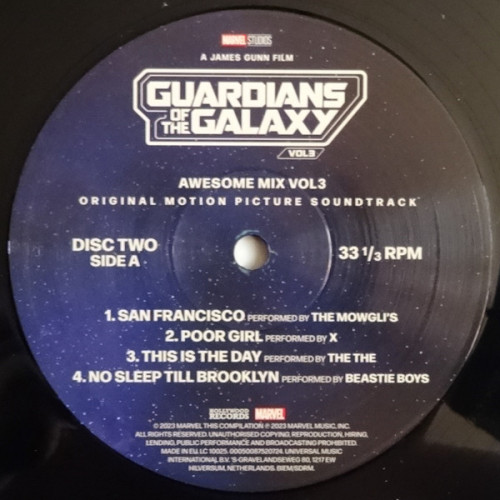 MARVEL STUDIOS
A JAMES GUNN FILM
GUARDIANS
OF THE GALAXY
VOL3
AWESOME MIX VOL3
ORIGINAL MOTION PICTURE SOUNDTRACK
DISC TWO
SIDE A
33 1/3 RPM
1. SAN FRANCISCO PERFORMED BY THE MOWGLI'S
2. POOR GIRL PERFORMED BY X
3. THIS IS THE DAY PERFORMED BY THE THE
4. NO SLEEP TILL BROOKLYN PERFORMED BY BEASTIE BOYS
HOLLYWOOD RECORDS MARVEL
© 2023 MARVEL THIS COMPILATION ℗ 2023 MARVEL MUSIC, INC.
ALL RIGHTS RESERVED. UNAUTHORISED COPYING, REPRODUCTION, HIRING,
LENDING, PUBLIC PERFORMANCE AND BROADCASTING PROHIBITED.
MADE IN EU. LC 10025. 00050087520724. UNIVERSAL MUSIC
INTERNATIONAL B.V. 'S-GRAVELANDSEWEG 80, 1217 EW
HILVERSUM, NETHERLANDS. BIEM/SDRM.